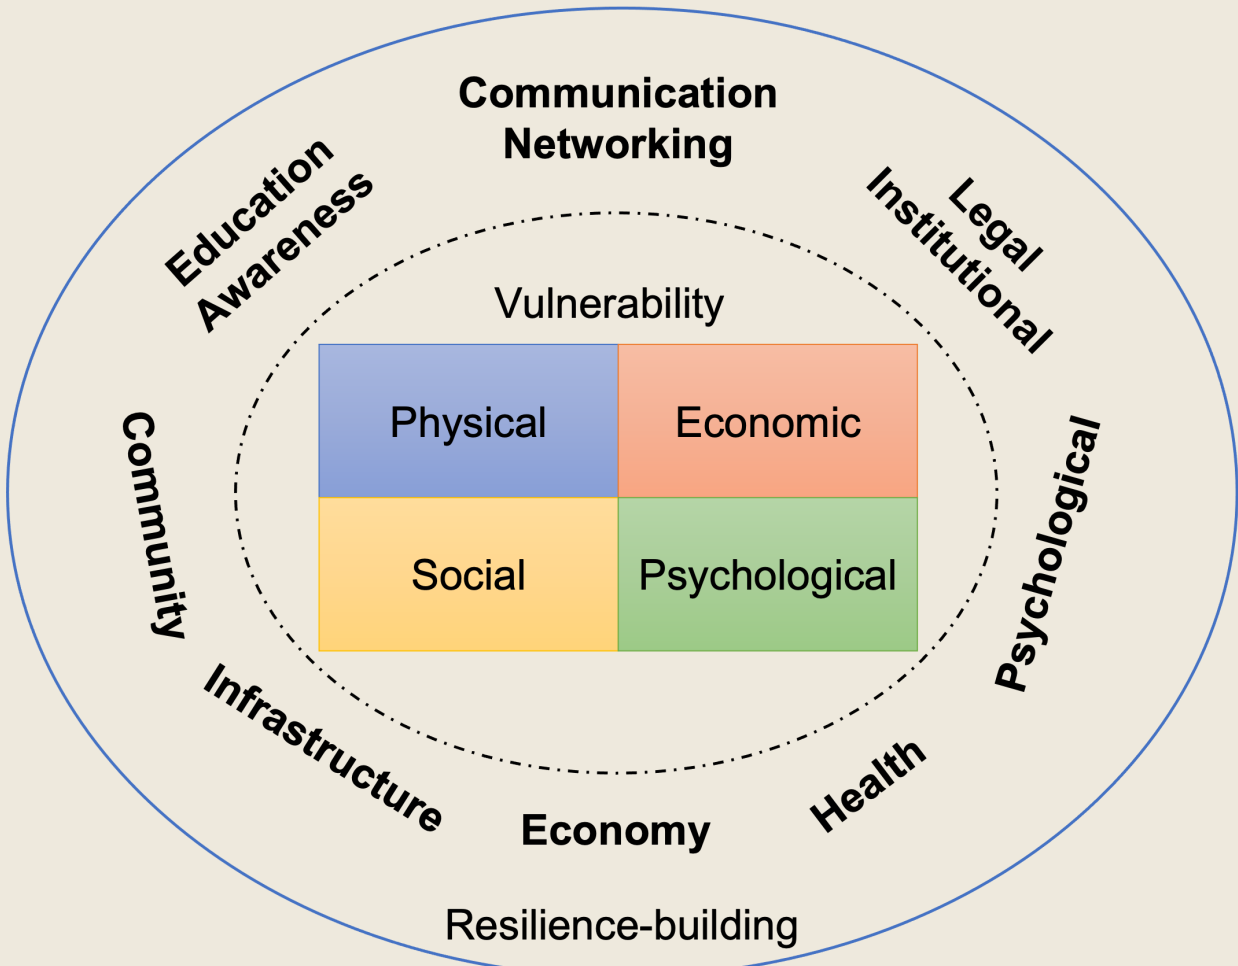 Communication
Networking
Education
Awareness
Legal
Institutional
Vulnerability
Physical
Economic
Community
Psychological
Social
Psychological
Infrastructure
Health
Economy
Resilience-building